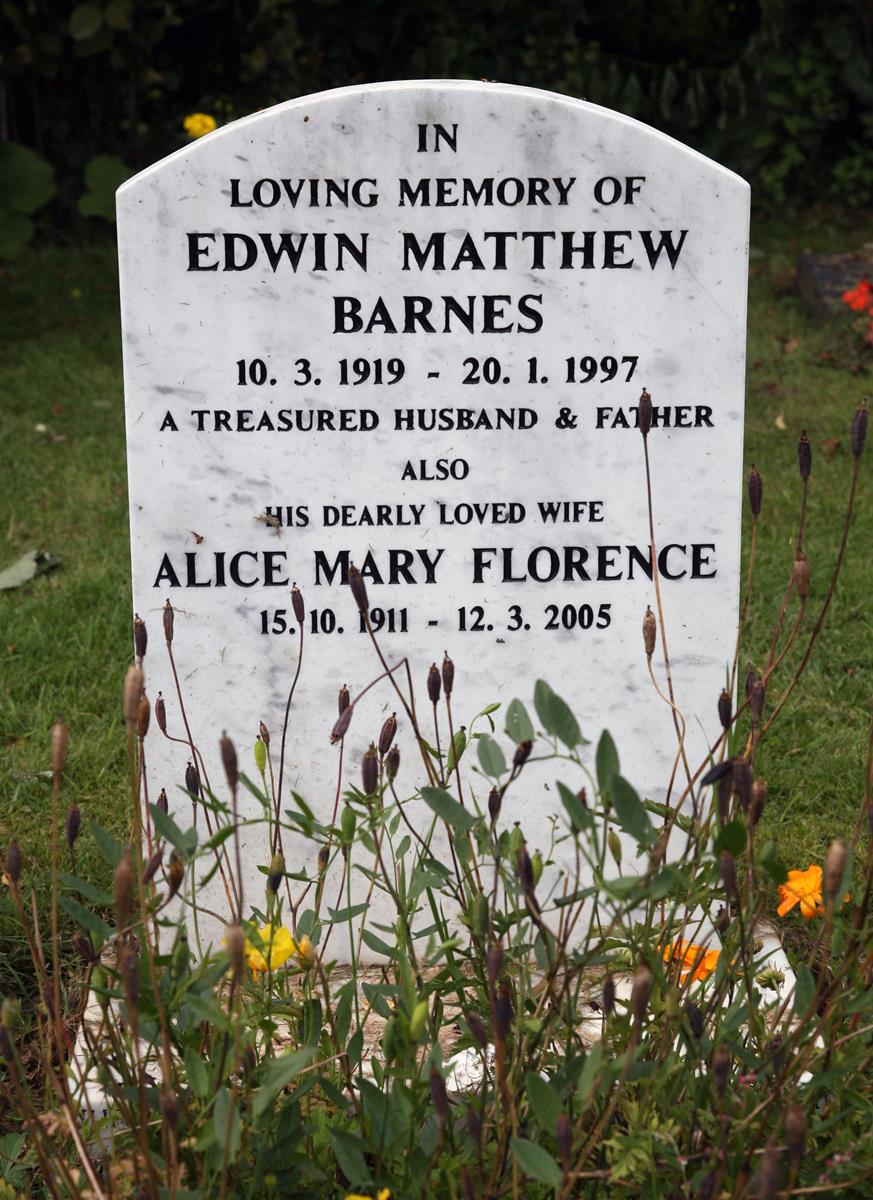 IN
LOVING MEMORY OF
EDWIN MATTHEW
BARNES
10. 3. 1919 - 20. 1. 1997
A TREASURED HUSBAND & FATHER
ALSO
HIS DEARLY LOVED WIFE
ALICE MARY FLORENCE
15. 10. 1911 - 12. 3. 2005